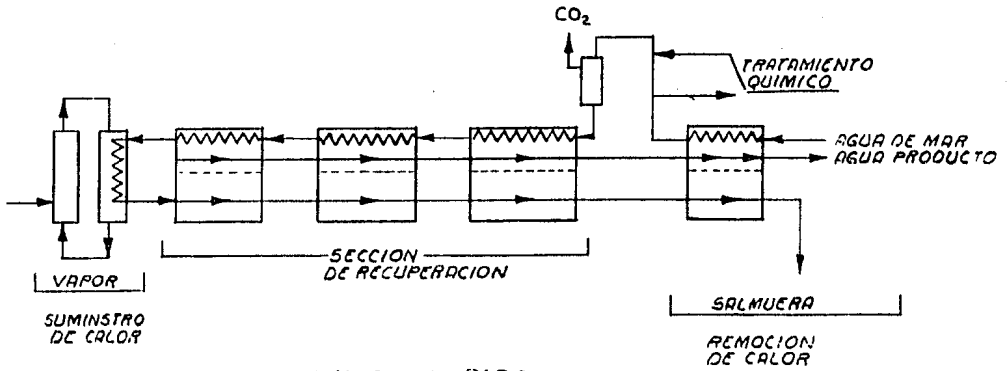 CO2
TRATAMIENTO
QUIMICO
AGUA DE MAR
AGUA PRODUCTO
SECCION
DE RECUPERACION
VAPOR
SUMINSTRO
DE CALOR
SALMUERA
REMOCION
DE CALOR